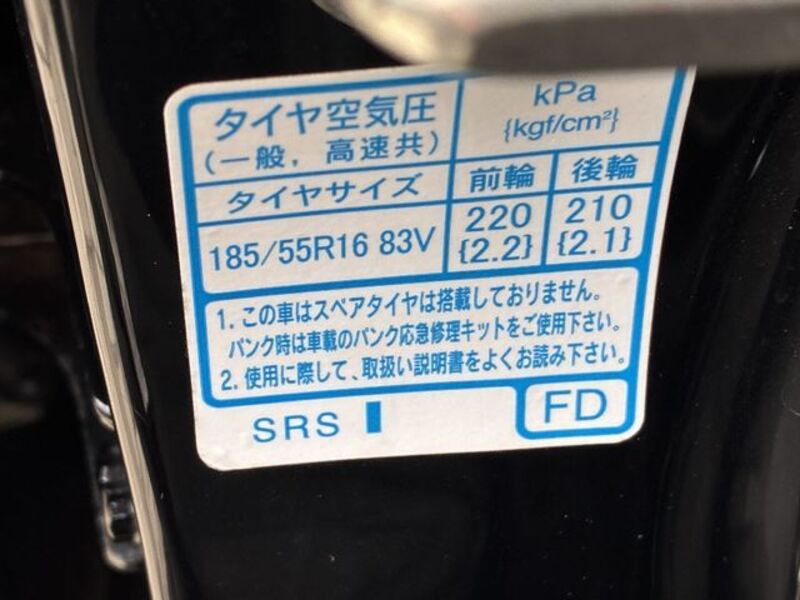 タイヤ空気圧
(一般，高速共)
kPa
{kgf/cm²}
タイヤサイズ
前輪
後輪
185/55R16 83V
220
{2.2}
210
{2.1}
1. この車はスペアタイヤは搭載しておりません。
パンク時は車載のパンク応急修理キットをご使用下さい。
2. 使用に際して、取扱い説明書をよくお読み下さい。
SRS
FD